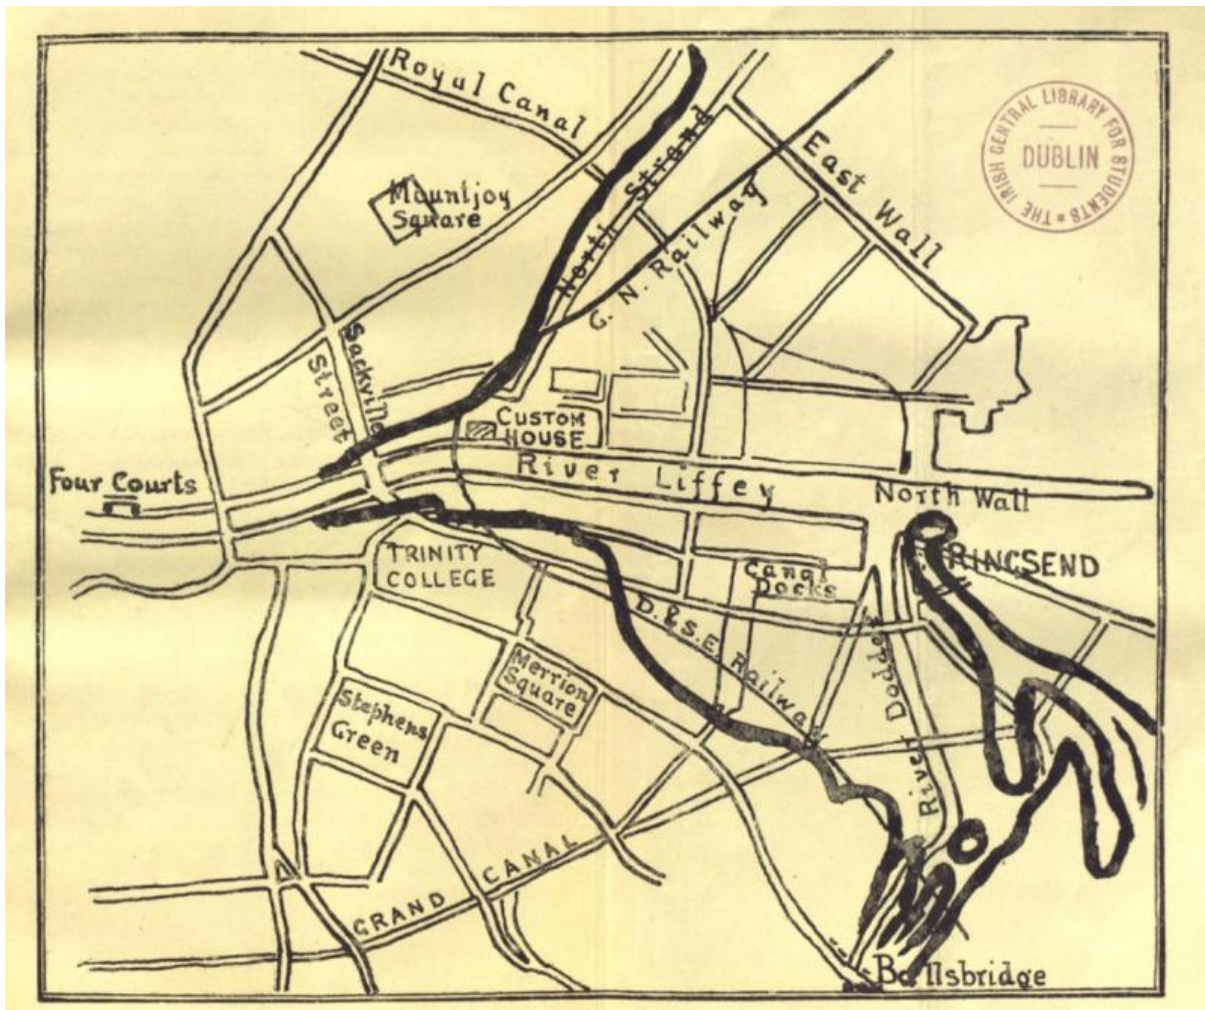 Royal Canal
North Strand
East Wall
THE IRISH CENTRAL LIBRARY FOR STUDENTS *
DUBLIN
Mountjoy
Square
G. N. Railway
Sackville
Street
CUSTOM
HOUSE
River Liffey
Four Courts
North Wall
TRINITY
COLLEGE
Canal
Docks
RINGSEND
D. & S. E. Railway
River Dodder
Merrion
Square
Stephens
Green
GRAND CANAL
Ballsbridge